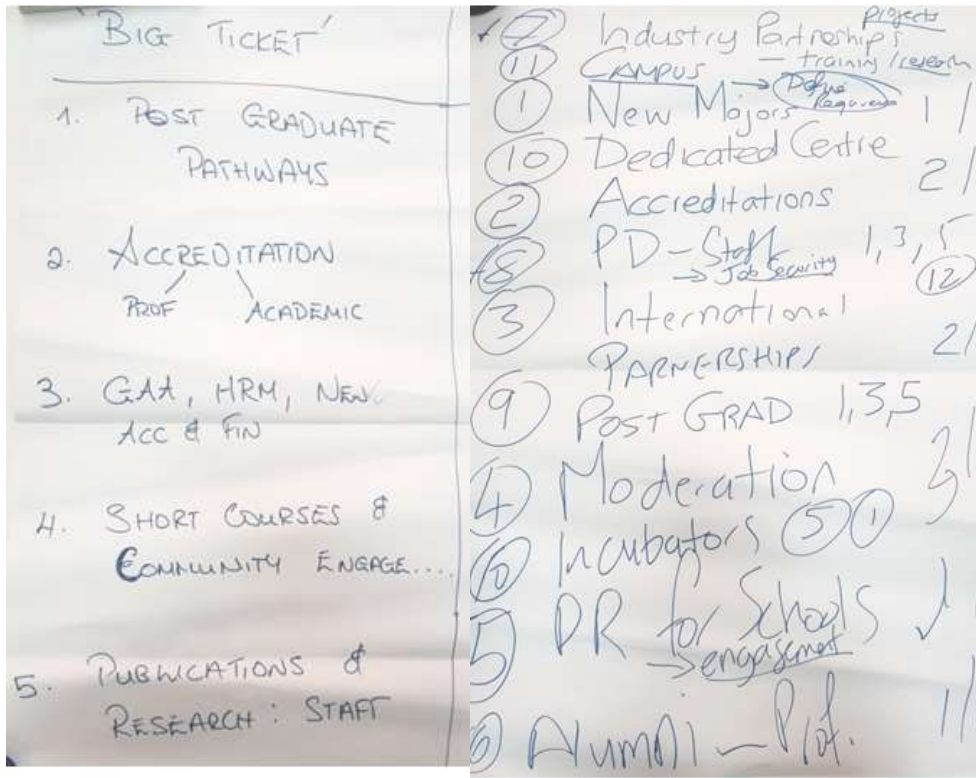 'BIG TICKET'
1. POST GRADUATE
PATHWAYS
2. ACCREDITATION
PROF ACADEMIC
3. GAA, HRM, NEW
ACC & FIN
4. SHORT COURSES &
COMMUNITY ENGAGE....
5. PUBLICATIONS &
RESEARCH : STAFF
projects
7 Industry Partnerships
— training / research
11 CAMPUS → Define
1 New Majors 1
10 Dedicated Centre
2 Accreditations 2
8 PD - Staff 1, 3, 5
→ Job Security 12
3 International
PARNERSHIPS 2
9 POST GRAD 1,3,5
4 Moderation
6 Incubators 5 1
5 PR for Schools
→ engagement
Alumni — Prof.